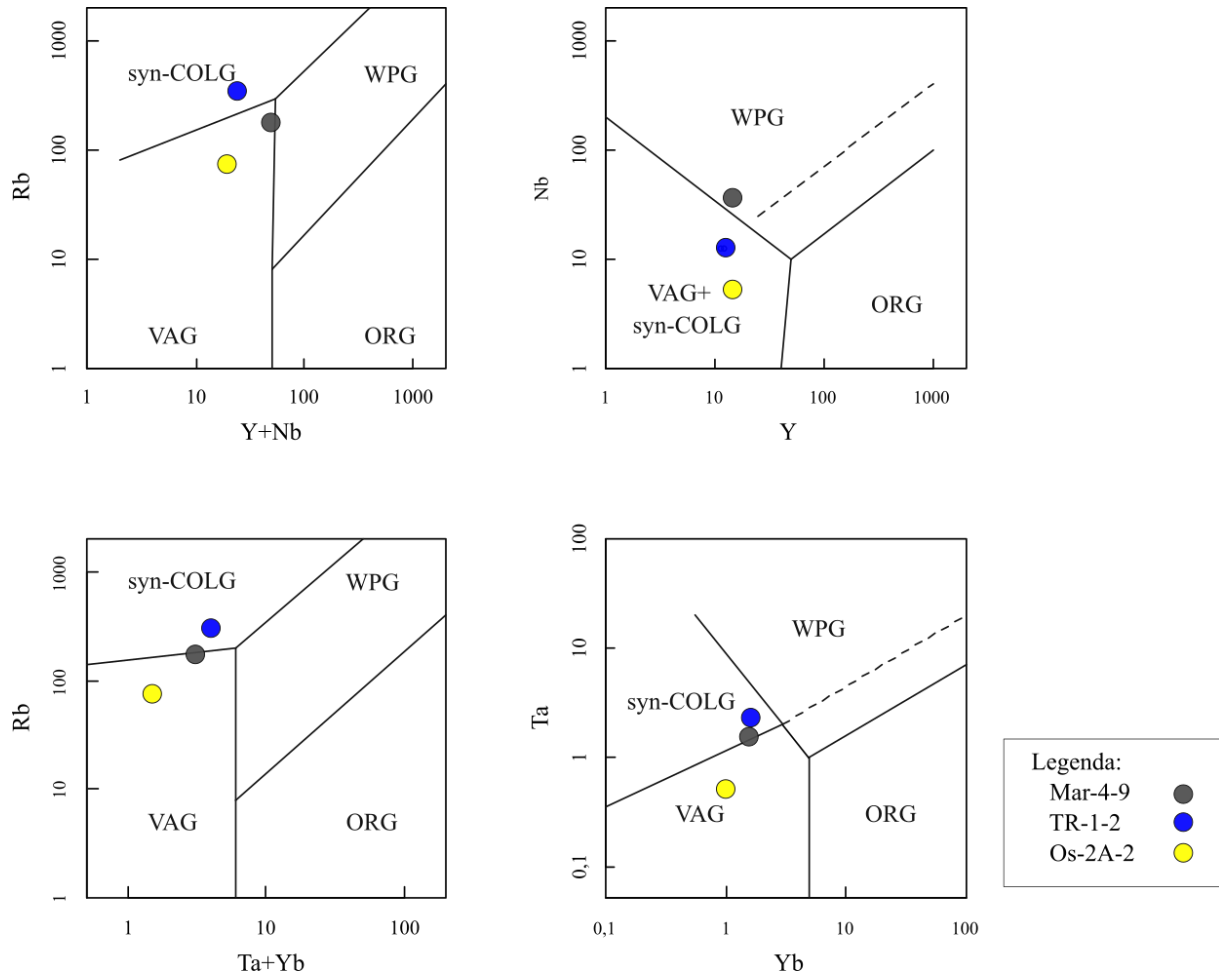 1000
100
10
1
Rb
syn-COLG
WPG
VAG
ORG
1
10
100
1000
Y+Nb
1000
100
10
1
Nb
WPG
VAG+
syn-COLG
ORG
1
10
100
1000
Y
1000
100
10
1
Rb
syn-COLG
WPG
VAG
ORG
1
10
100
Ta+Yb
100
10
1
0,1
Ta
WPG
syn-COLG
VAG
ORG
0,1
1
10
100
Yb
Legenda:
Mar-4-9
TR-1-2
Os-2A-2